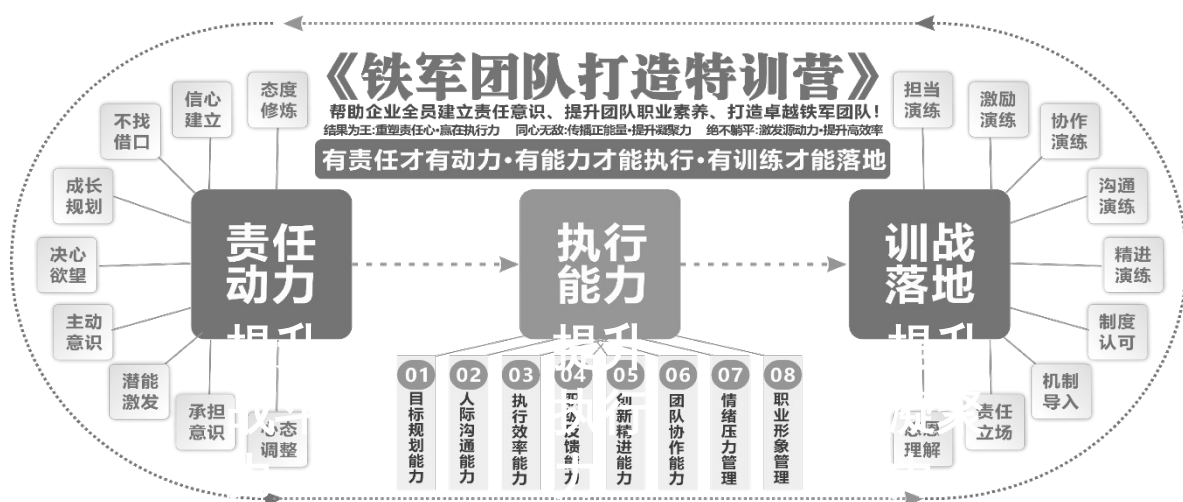 《铁军团队打造特训营》
帮助企业全员建立责任意识、提升团队职业素养、打造卓越铁军团队!
结果为王:重塑责任心·赢在执行力 同心无敌:传播正能量·提升凝聚力 绝不躺平:激发源动力·提升高效率
有责任才有动力·有能力才能执行·有训练才能落地
态度
修炼
信心
建立
不找
借口
成长
规划
决心
欲望
主动
意识
潜能
激发
承担
意识
心态
调整
责任
动力
提升
执行
能力
提升
执行
训战
落地
提升
凝聚
01
目标规划能力
02
人际沟通能力
03
执行效率能力
04
05
创新精进能力
06
团队协作能力
07
情绪压力管理
08
职业形象管理
担当
演练
激励
演练
协作
演练
沟通
演练
精进
演练
制度
认可
机制
导入
责任
立场
理解